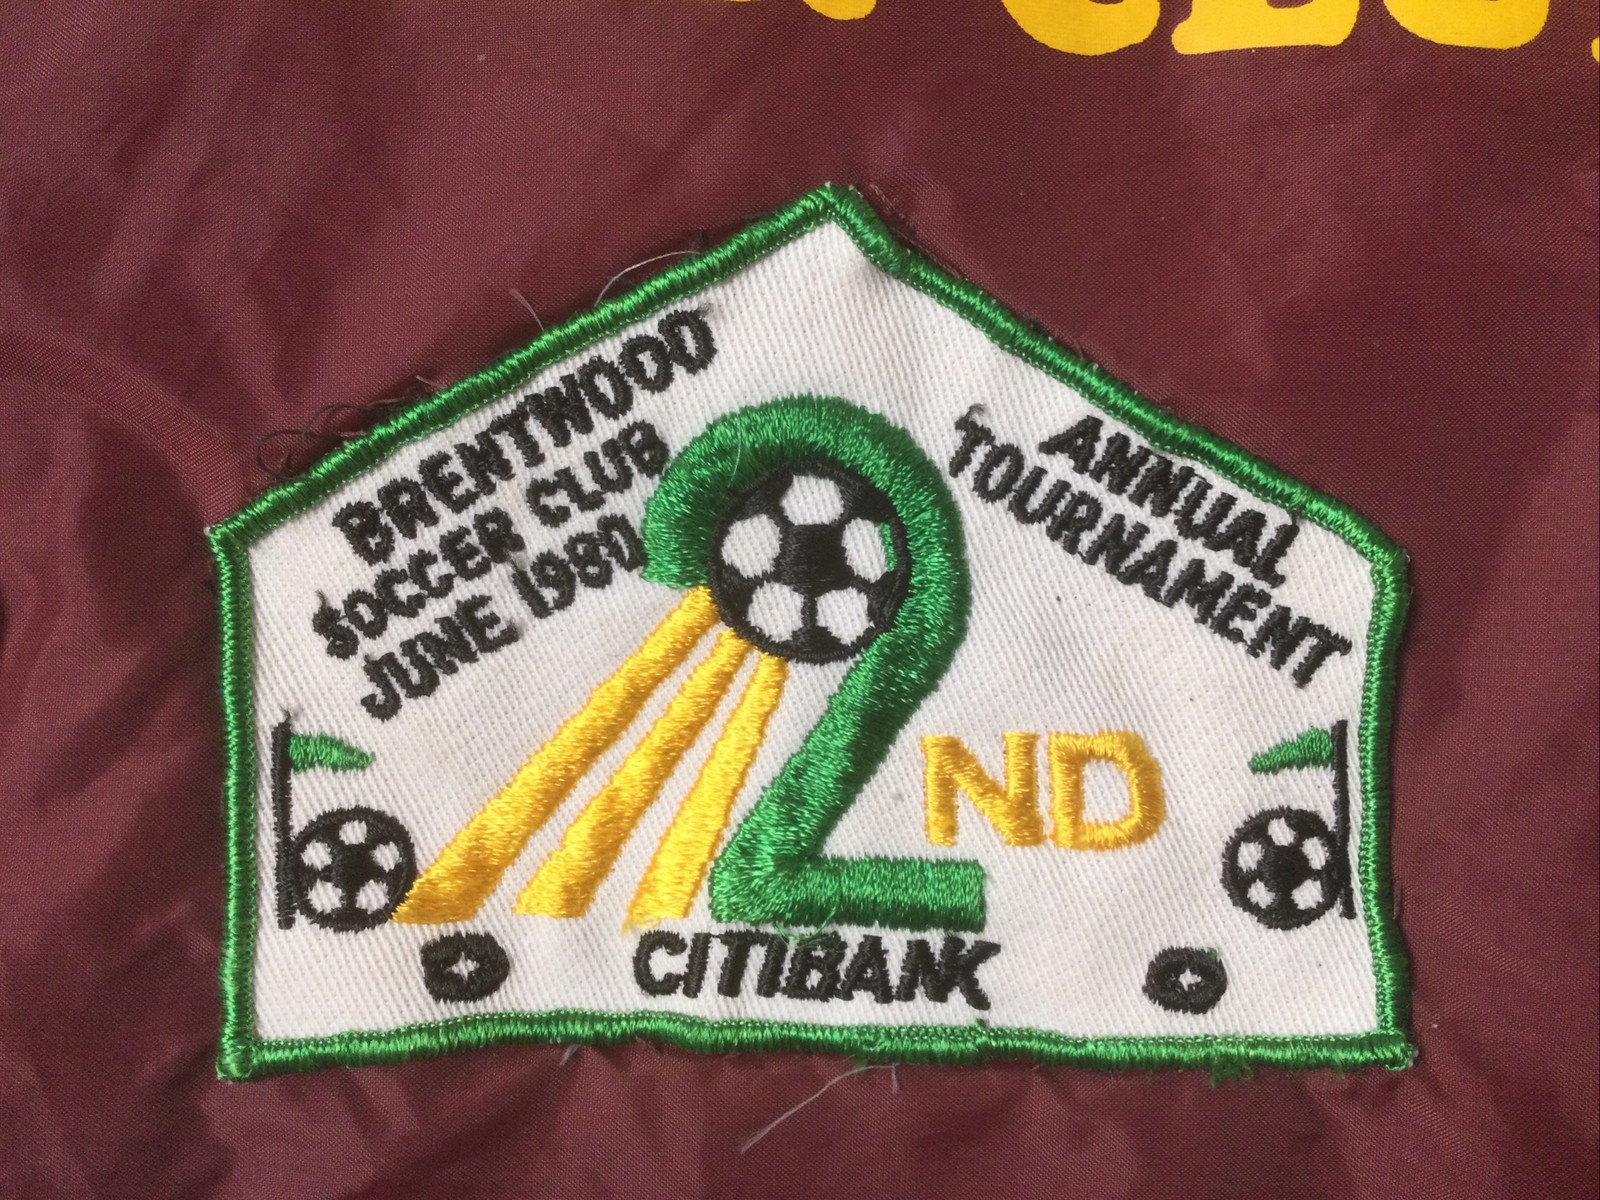 BRENTWOOD
SOCCER CLUB
JUNE 1980
ANNUAL
TOURNAMENT
2ND
CITIBANK